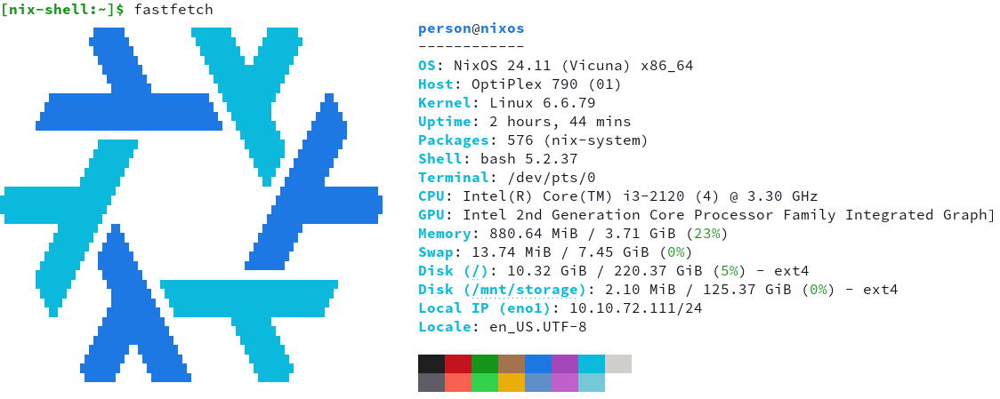 [nix-shell:~]$ fastfetch
person@nixos
------------
OS: NixOS 24.11 (Vicuna) x86_64
Host: OptiPlex 790 (01)
Kernel: Linux 6.6.79
Uptime: 2 hours, 44 mins
Packages: 576 (nix-system)
Shell: bash 5.2.37
Terminal: /dev/pts/0
CPU: Intel(R) Core(TM) i3-2120 (4) @ 3.30 GHz
GPU: Intel 2nd Generation Core Processor Family Integrated Graph]
Memory: 880.64 MiB / 3.71 GiB (23%)
Swap: 13.74 MiB / 7.45 GiB (0%)
Disk (/): 10.32 GiB / 220.37 GiB (5%) - ext4
Disk (/mnt/storage): 2.10 MiB / 125.37 GiB (0%) - ext4
Local IP (eno1): 10.10.72.111/24
Locale: en_US.UTF-8